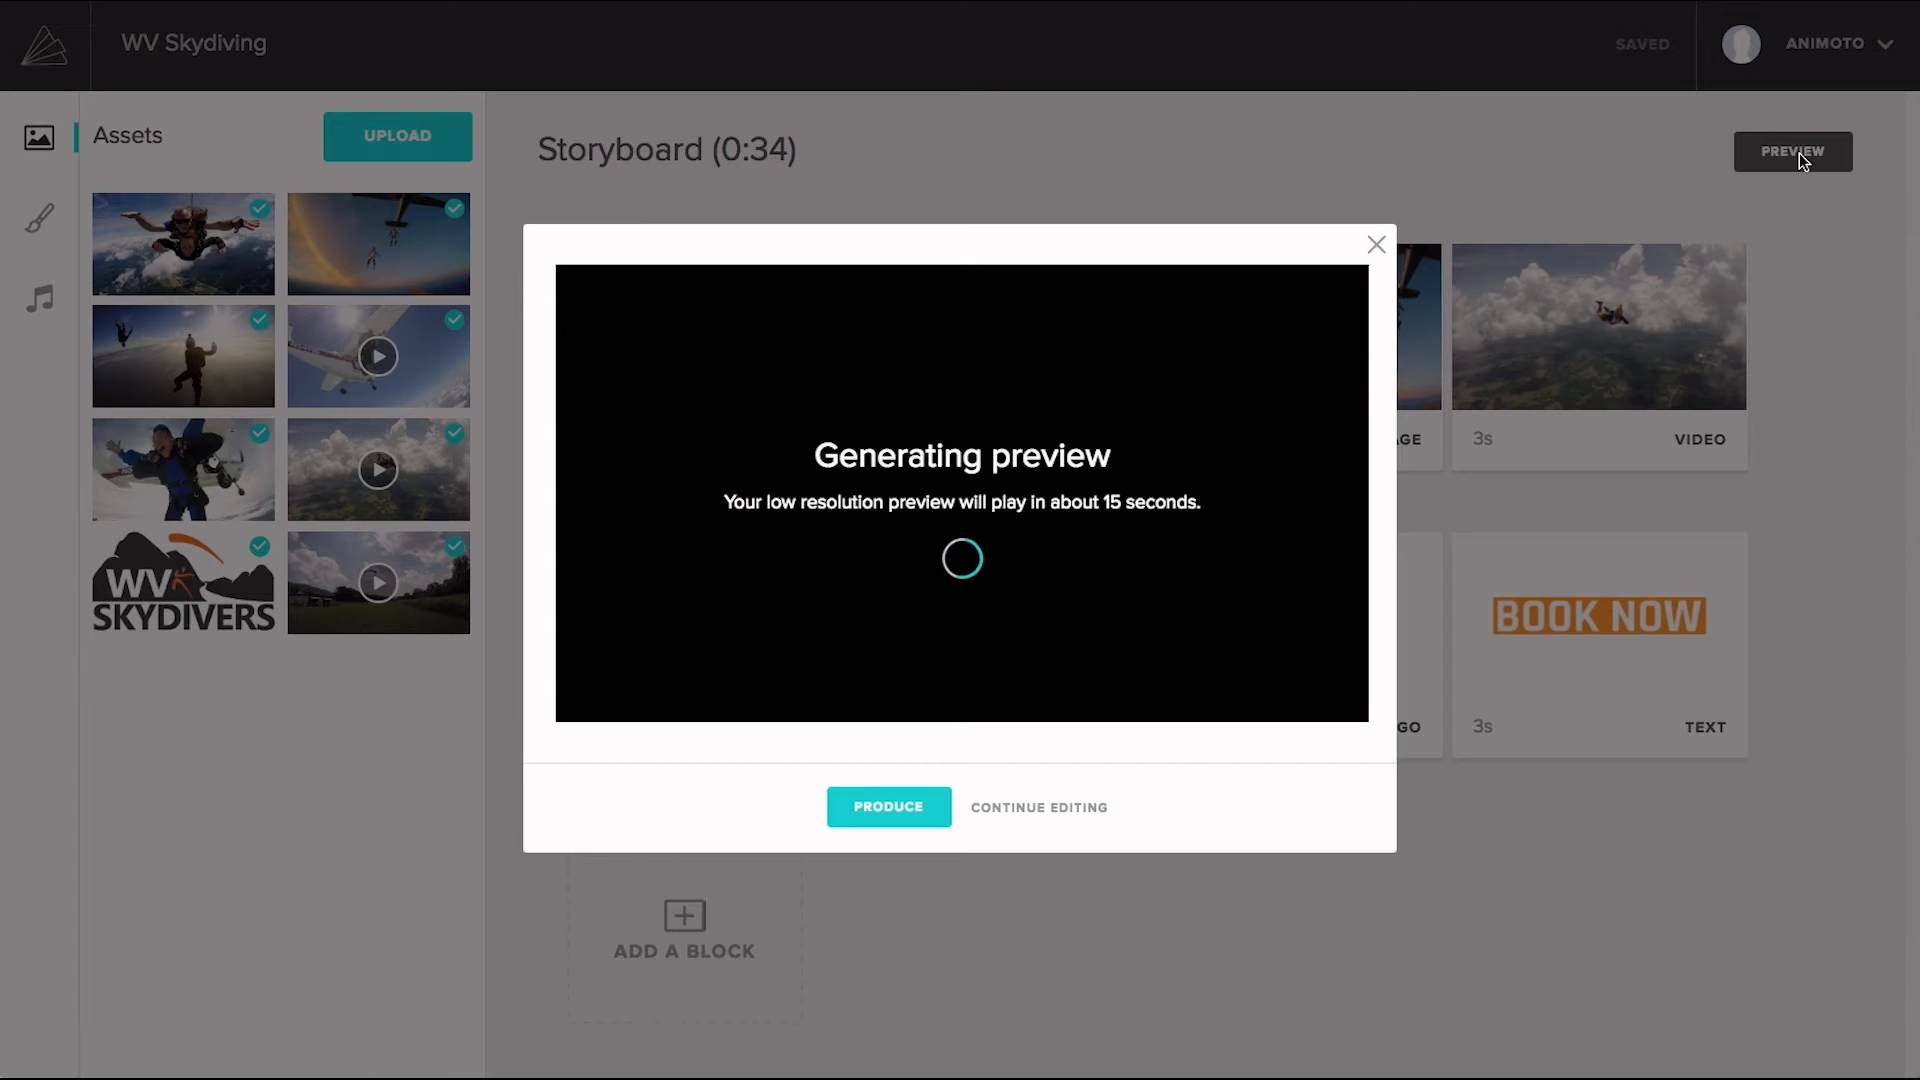 WV Skydiving
SAVED
ANIMOTO
Assets
UPLOAD
Storyboard (0:34)
PREVIEW
Generating preview
Your low resolution preview will play in about 15 seconds.
AGE
3s
VIDEO
WV
SKYDIVERS
BOOK NOW
GO
3s
TEXT
PRODUCE
CONTINUE EDITING
ADD A BLOCK